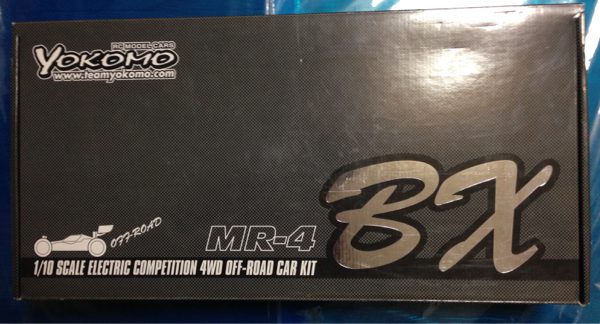 RC MODEL CARS
YOKOMO
www.teamyokomo.com
OFF-ROAD
MR-4
BX
1/10 SCALE ELECTRIC COMPETITION 4WD OFF-ROAD CAR KIT